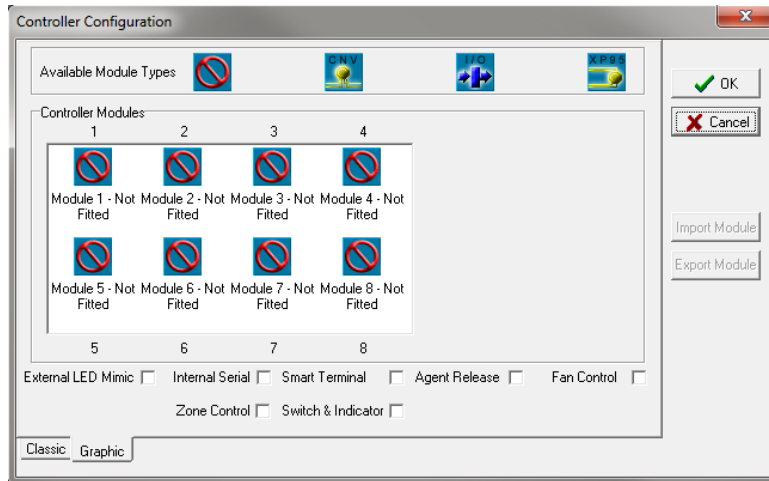 Controller Configuration
Available Module Types
CNV
I/O
XP95
OK
Controller Modules
1 2 3 4
Cancel
Module 1 - Not Module 2 - Not Module 3 - Not Module 4 - Not
Fitted Fitted Fitted Fitted
Import Module
Export Module
Module 5 - Not Module 6 - Not Module 7 - Not Module 8 - Not
Fitted Fitted Fitted Fitted
5 6 7 8
External LED Mimic Internal Serial Smart Terminal Agent Release Fan Control
Zone Control Switch & Indicator
Classic Graphic